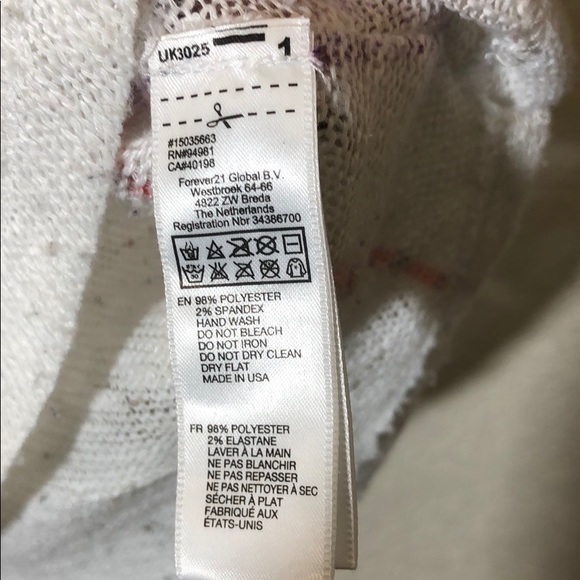 UK3025 1
#15035663
RN#94981
CA#40198
Forever21 Global B.V.
Westbroek 64-66
4822 ZW Breda
The Netherlands
Registration Nbr 34386700
EN 98% POLYESTER
2% SPANDEX
HAND WASH
DO NOT BLEACH
DO NOT IRON
DO NOT DRY CLEAN
DRY FLAT
MADE IN USA
FR 98% POLYESTER
2% ELASTANE
LAVER À LA MAIN
NE PAS BLANCHIR
NE PAS REPASSER
NE PAS NETTOYER À SEC
SÉCHER À PLAT
FABRIQUÉ AUX
ÉTATS-UNIS